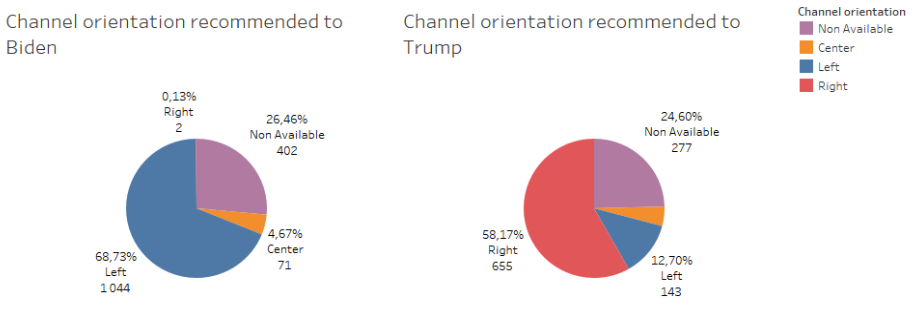 Channel orientation recommended to
Biden
0,13%
Right
2
26,46%
Non Available
402
4,67%
Center
71
68,73%
Left
1 044
Channel orientation recommended to
Trump
24,60%
Non Available
277
58,17%
Right
655
12,70%
Left
143
Channel orientation
Non Available
Center
Left
Right